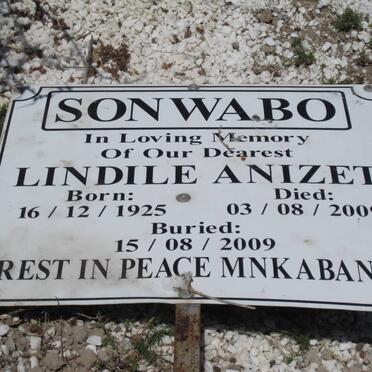 SONWABO
In Loving Memory
Of Our Dearest
LINDILE ANIZET
Born: Died:
16 / 12 / 1925 03 / 08 / 2009
Buried:
15 / 08 / 2009
REST IN PEACE MNKABAN